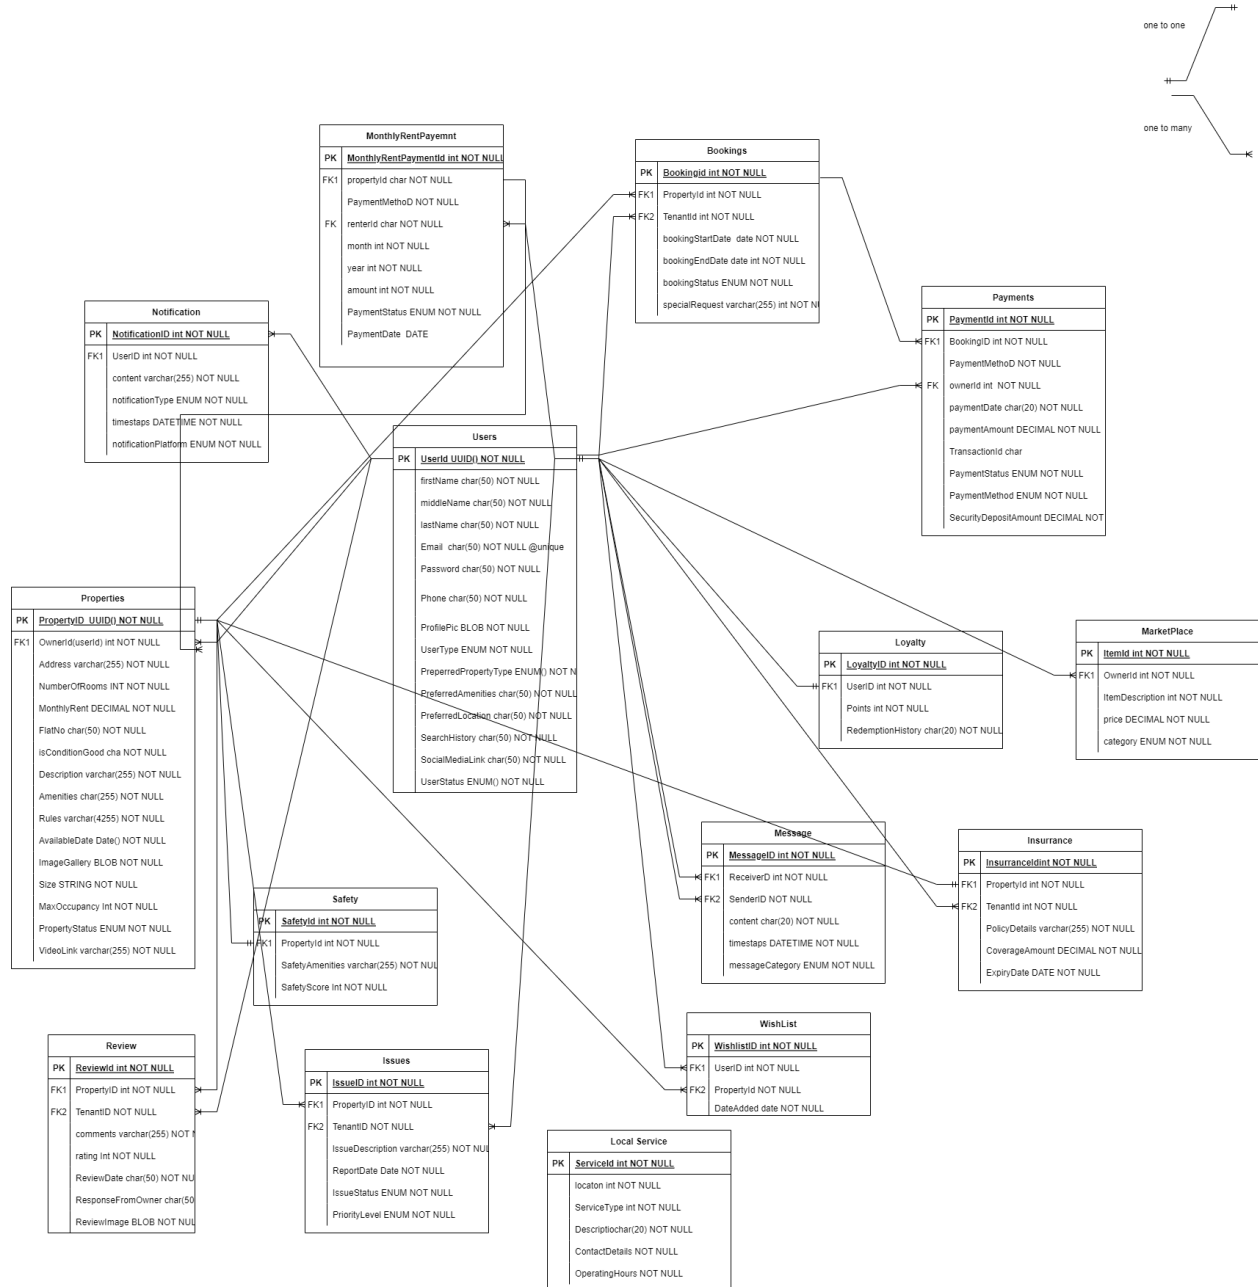 one to one
one to many
MonthlyRentPayemnt
PK MonthlyRentPaymentId int NOT NULL
FK1 propertyId char NOT NULL
PaymentMethoD NOT NULL
FK renterId char NOT NULL
month int NOT NULL
year int NOT NULL
amount int NOT NULL
PaymentStatus ENUM NOT NULL
PaymentDate DATE
Bookings
PK Bookingid int NOT NULL
FK1 PropertyId int NOT NULL
FK2 TenantId int NOT NULL
bookingStartDate date NOT NULL
bookingEndDate date int NOT NULL
bookingStatus ENUM NOT NULL
specialRequest varchar(255) int NOT NU
Notification
PK NotificationID int NOT NULL
FK1 UserID int NOT NULL
content varchar(255) NOT NULL
notificationType ENUM NOT NULL
timestaps DATETIME NOT NULL
notificationPlatform ENUM NOT NULL
Payments
PK PaymentId int NOT NULL
FK1 BookingID int NOT NULL
PaymentMethoD NOT NULL
FK ownerId int NOT NULL
paymentDate char(20) NOT NULL
paymentAmount DECIMAL NOT NULL
TransactionId char
PaymentStatus ENUM NOT NULL
PaymentMethod ENUM NOT NULL
SecurityDepositAmount DECIMAL NOT
Users
PK UserId UUID() NOT NULL
firstName char(50) NOT NULL
middleName char(50) NOT NULL
lastName char(50) NOT NULL
Email char(50) NOT NULL @unique
Password char(50) NOT NULL
Phone char(50) NOT NULL
ProfilePic BLOB NOT NULL
UserType ENUM NOT NULL
PreperredPropertyType ENUM() NOT N
PreferredAmenities char(50) NOT NULL
PreferredLocation char(50) NOT NULL
SearchHistory char(50) NOT NULL
SocialMediaLink char(50) NOT NULL
UserStatus ENUM() NOT NULL
Properties
PK PropertyID UUID() NOT NULL
FK1 OwnerId(userId) int NOT NULL
Address varchar(255) NOT NULL
NumberOfRooms INT NOT NULL
MonthlyRent DECIMAL NOT NULL
FlatNo char(50) NOT NULL
isConditionGood cha NOT NULL
Description varchar(255) NOT NULL
Amenities char(255) NOT NULL
Rules varchar(4255) NOT NULL
AvailableDate Date() NOT NULL
ImageGallery BLOB NOT NULL
Size STRING NOT NULL
MaxOccupancy Int NOT NULL
PropertyStatus ENUM NOT NULL
VideoLink varchar(255) NOT NULL
Loyalty
PK LoyaltyID int NOT NULL
FK1 UserID int NOT NULL
Points int NOT NULL
RedemptionHistory char(20) NOT NULL
MarketPlace
PK ItemId int NOT NULL
FK1 OwnerId int NOT NULL
ItemDescription int NOT NULL
price DECIMAL NOT NULL
category ENUM NOT NULL
Message
PK MessageID int NOT NULL
FK1 ReceiverD int NOT NULL
FK2 SenderID int NOT NULL
content char(20) NOT NULL
timestaps DATETIME NOT NULL
messageCategory ENUM NOT NULL
Insurrance
PK InsurranceIdint NOT NULL
FK1 PropertyId int NOT NULL
FK2 TenantId int NOT NULL
PolicyDetails varchar(255) NOT NULL
CoverageAmount DECIMAL NOT NULL
ExpiryDate DATE NOT NULL
Safety
PK SafetyId int NOT NULL
FK1 PropertyId int NOT NULL
SafetyAmenities varchar(255) NOT NUL
SafetyScore Int NOT NULL
WishList
PK WishlistID int NOT NULL
FK1 UserID int NOT NULL
FK2 PropertyId NOT NULL
DateAdded date NOT NULL
Review
PK ReviewId int NOT NULL
FK1 PropertyID int NOT NULL
FK2 TenantID NOT NULL
comments varchar(255) NOT N
rating Int NOT NULL
ReviewDate char(50) NOT NU
ResponseFromOwner char(50
ReviewImage BLOB NOT NUL
Issues
PK IssueID int NOT NULL
FK1 PropertyID int NOT NULL
FK2 TenantID NOT NULL
IssueDescription varchar(255) NOT NUL
ReportDate Date NOT NULL
IssueStatus ENUM NOT NULL
PriorityLevel ENUM NOT NULL
Local Service
PK ServiceId int NOT NULL
locaton int NOT NULL
ServiceType int NOT NULL
Descriptiochar(20) NOT NULL
ContactDetails NOT NULL
OperatingHours NOT NULL